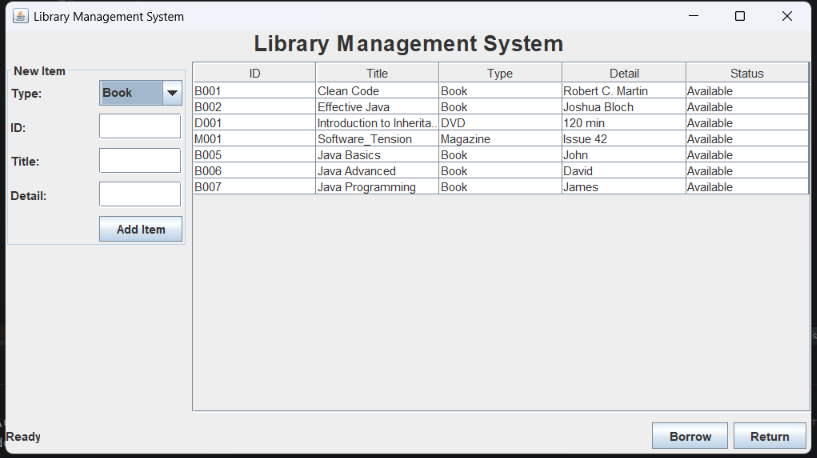 Library Management System
Library Management System
New Item
Type: Book
ID:
Title:
Detail:
Add Item
ID Title Type Detail Status
B001 Clean Code Book Robert C. Martin Available
B002 Effective Java Book Joshua Bloch Available
D001 Introduction to Inherita... DVD 120 min Available
M001 Software_Tension Magazine Issue 42 Available
B005 Java Basics Book John Available
B006 Java Advanced Book David Available
B007 Java Programming Book James Available
Ready Borrow Return